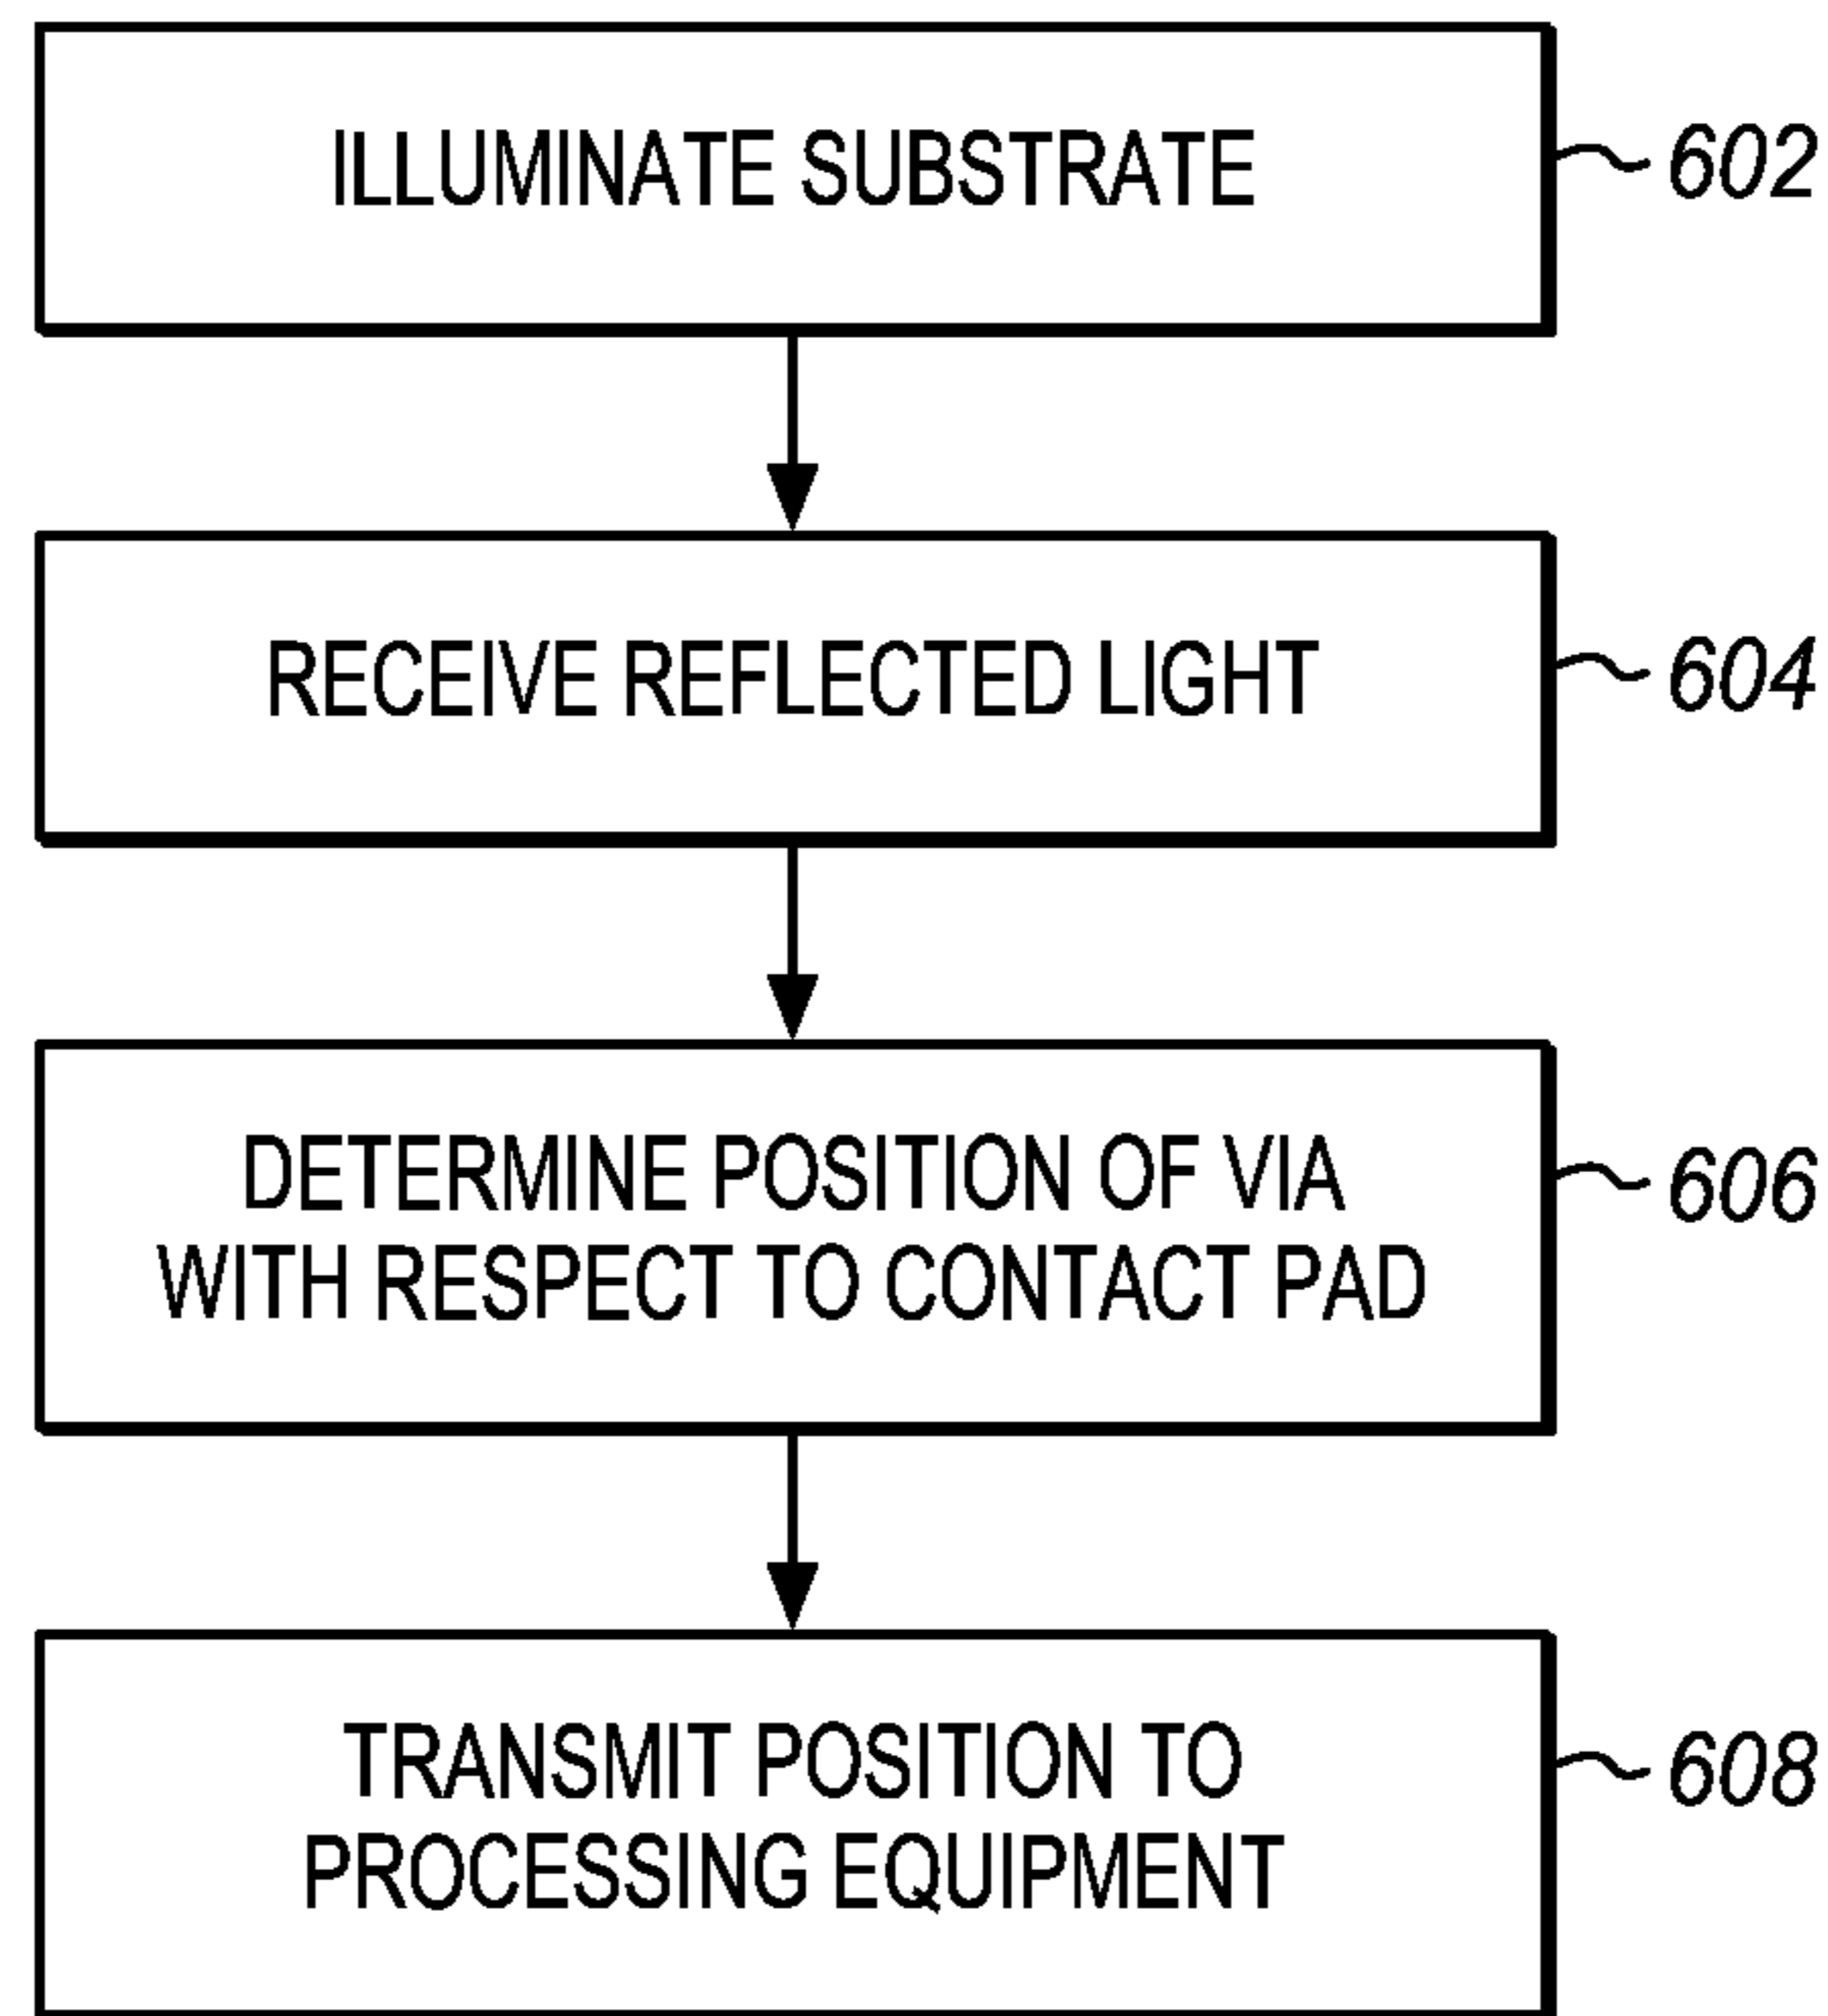 ILLUMINATE SUBSTRATE
602
RECEIVE REFLECTED LIGHT
604
DETERMINE POSITION OF VIA
WITH RESPECT TO CONTACT PAD
606
TRANSMIT POSITION TO
PROCESSING EQUIPMENT
608